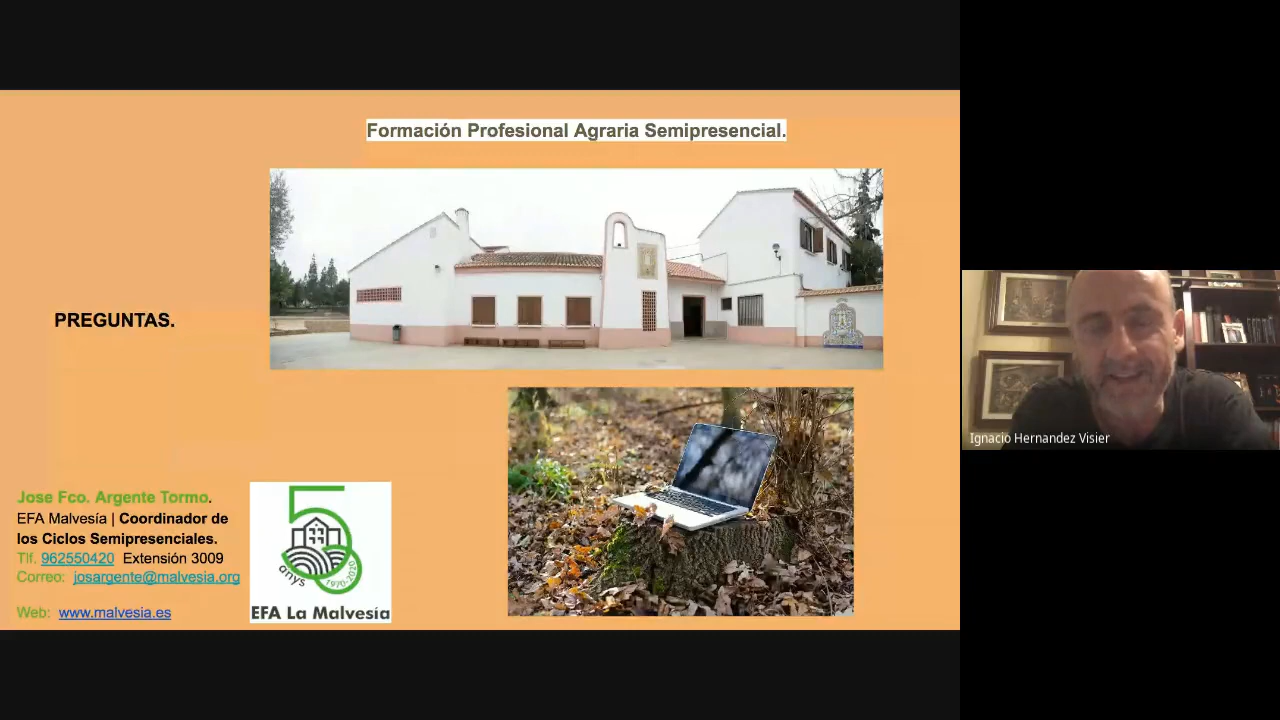 Formación Profesional Agraria Semipresencial.
PREGUNTAS.
Jose Fco. Argente Tormo.
EFA Malvesía | Coordinador de
los Ciclos Semipresenciales.
Tlf. 962550420 Extensión 3009
Correo: josargente@malvesia.org
Web: www.malvesia.es
50
anys
1970-2020
EFA La Malvesía
Ignacio Hernandez Visier